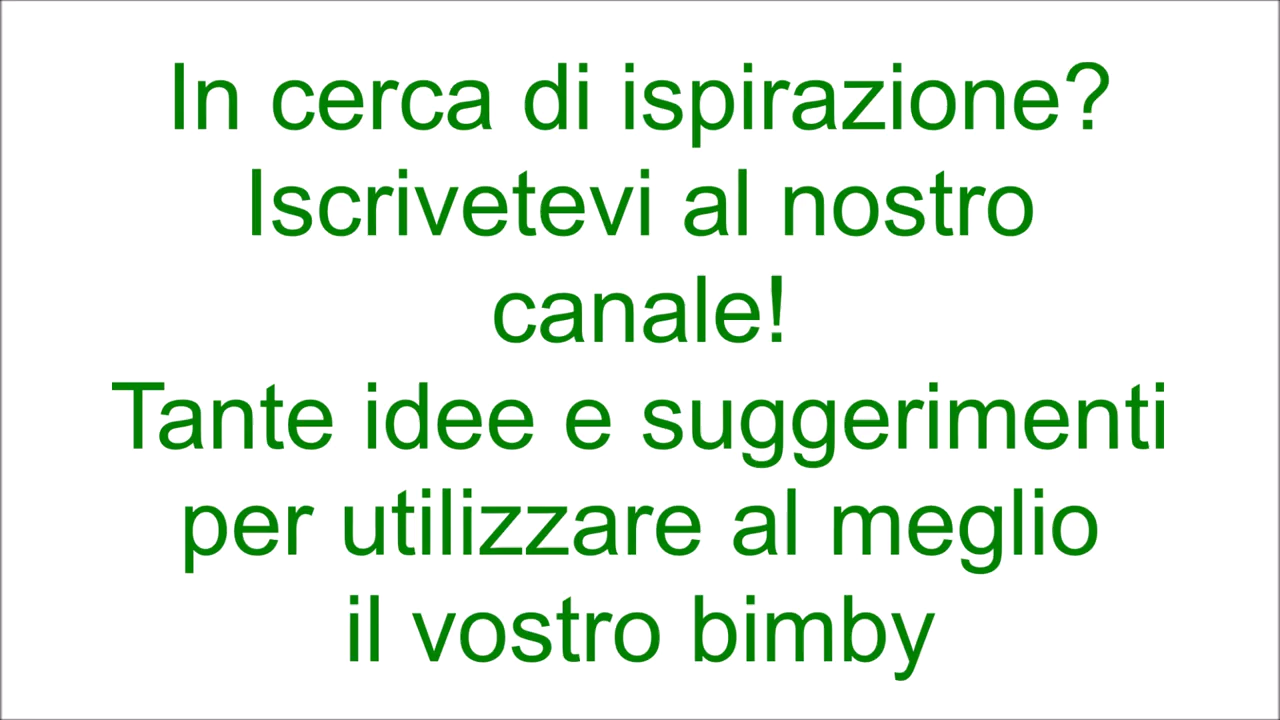 In cerca di ispirazione?
Iscrivetevi al nostro
canale!
Tante idee e suggerimenti
per utilizzare al meglio
il vostro bimby